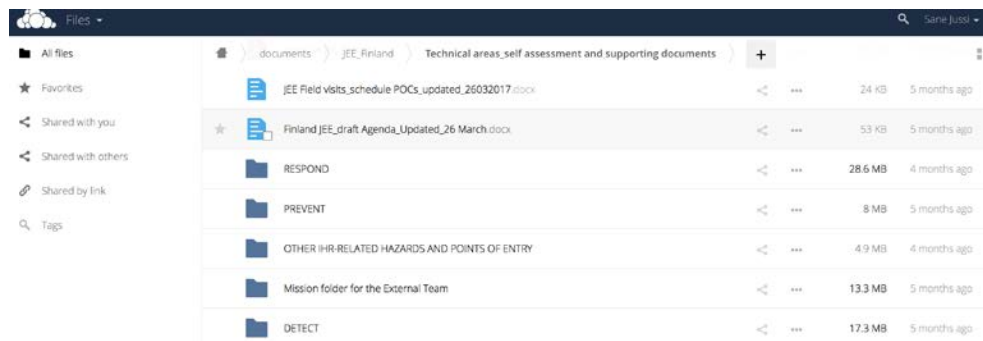 Files
Sane Jussi
All files
Favorites
Shared with you
Shared with others
Shared by link
Tags
documents JEE_Finland Technical areas_self assessment and supporting documents +
JEE Field visits_schedule POCs_updated_26032017.docx ... 24 KB 5 months ago
Finland JEE_draft Agenda_Updated_26 March.docx ... 53 KB 5 months ago
RESPOND ... 28.6 MB 4 months ago
PREVENT ... 8 MB 5 months ago
OTHER IHR-RELATED HAZARDS AND POINTS OF ENTRY ... 4.9 MB 4 months ago
Mission folder for the External Team ... 13.3 MB 5 months ago
DETECT ... 17.3 MB 5 months ago